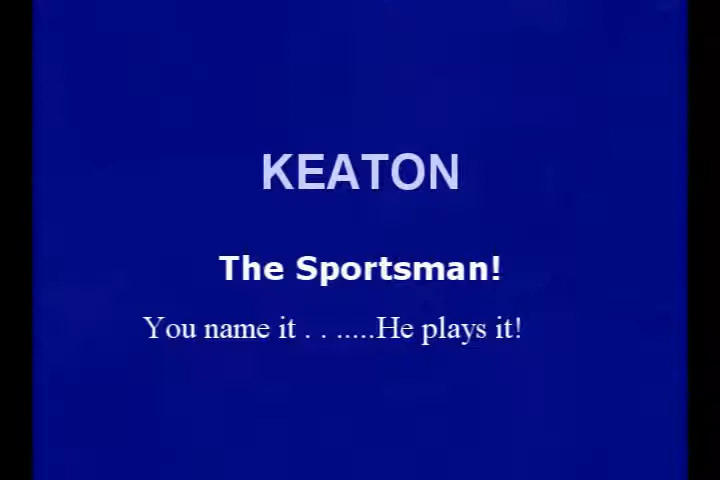 KEATON
The Sportsman!
You name it . . .....He plays it!